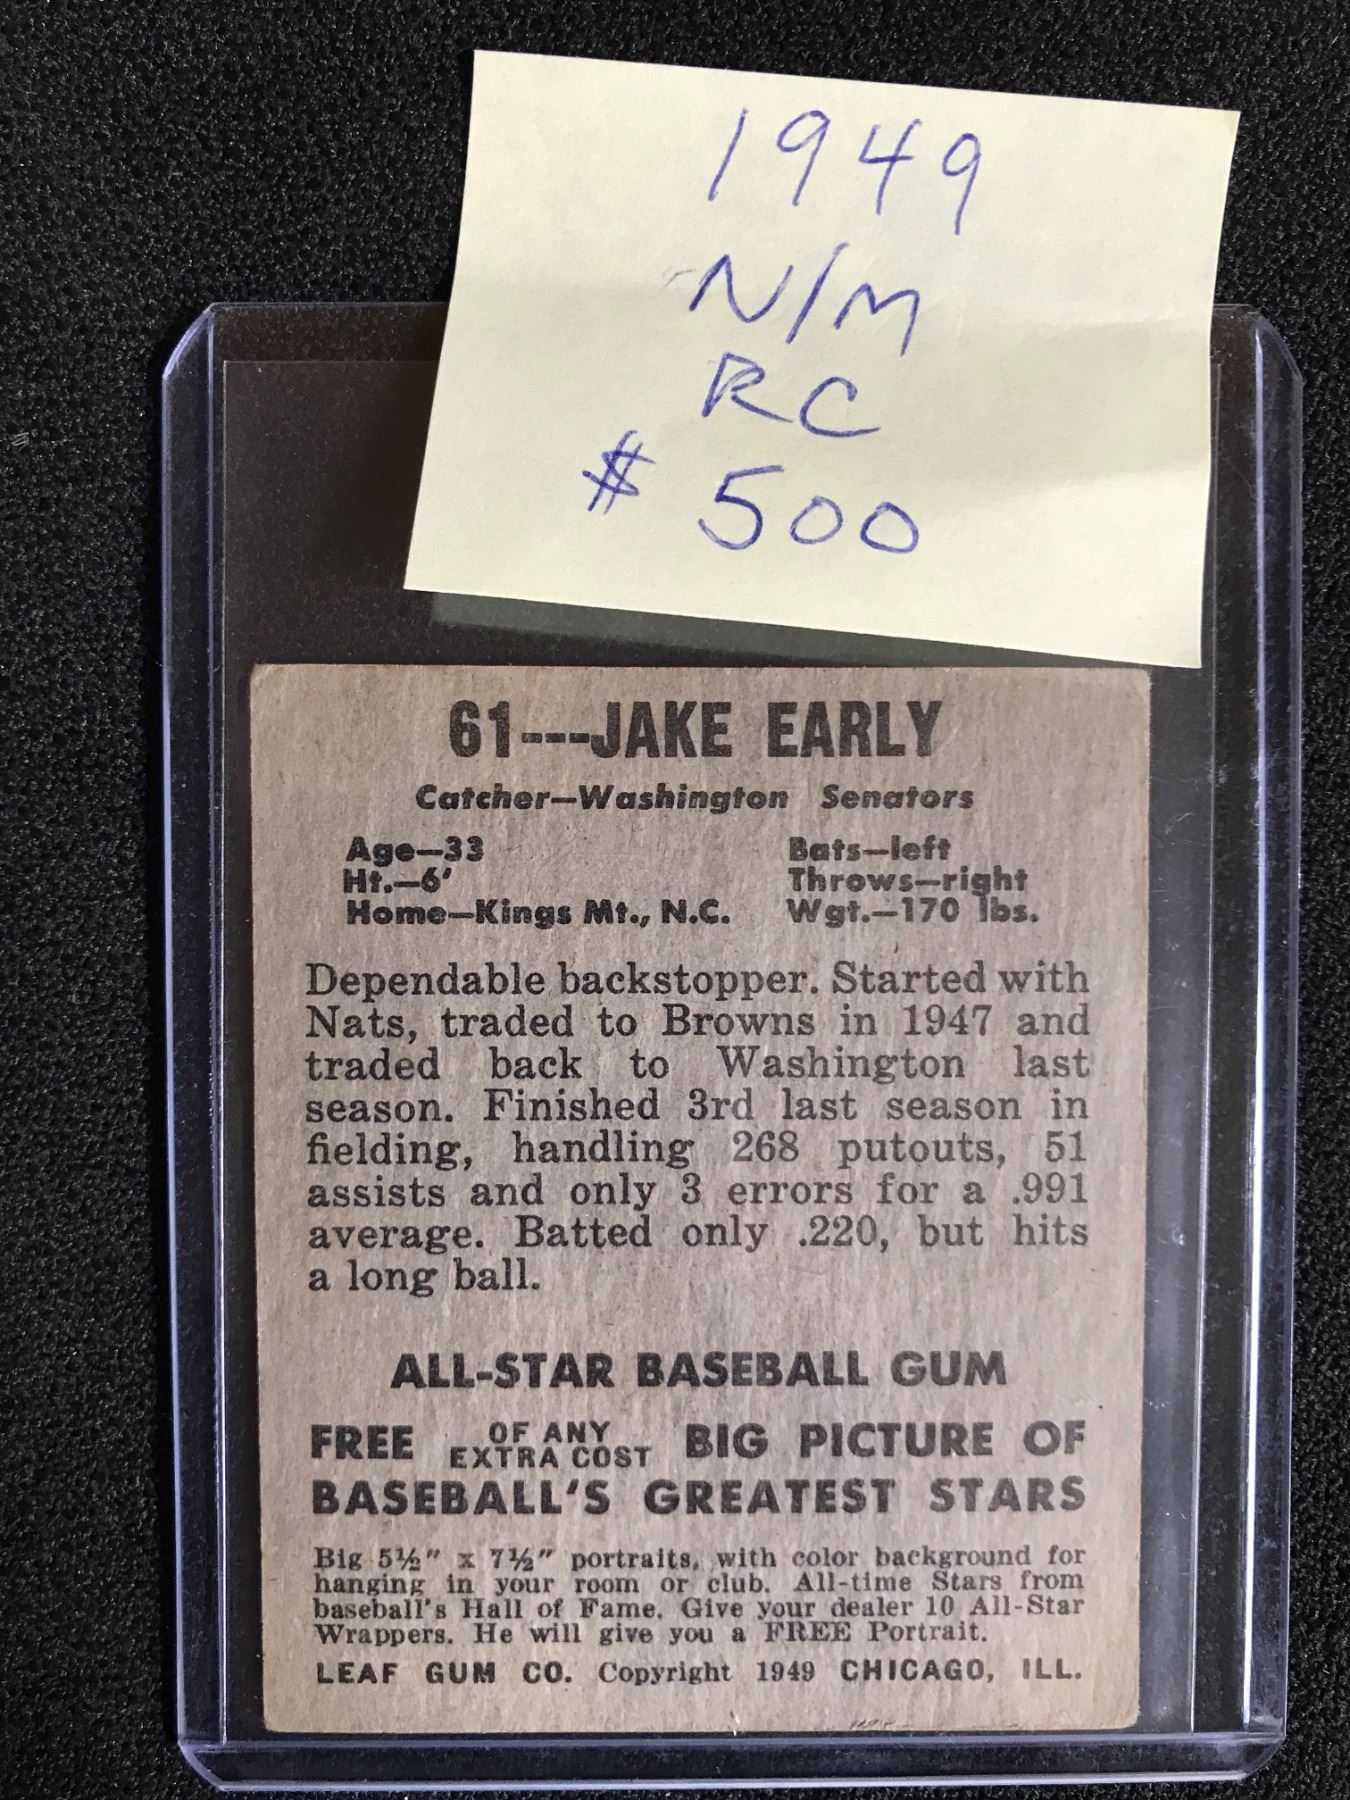 1949
N/M
RC
$ 500
61---JAKE EARLY
Catcher—Washington Senators
Age—33 Bats—left
Ht.—6' Throws—right
Home—Kings Mt., N.C. Wgt.—170 lbs.
Dependable backstopper. Started with
Nats, traded to Browns in 1947 and
traded back to Washington last
season. Finished 3rd last season in
fielding, handling 268 putouts, 51
assists and only 3 errors for a .991
average. Batted only .220, but hits
a long ball.
ALL-STAR BASEBALL GUM
FREE OF ANY EXTRA COST BIG PICTURE OF
BASEBALL'S GREATEST STARS
Big 5½" x 7½" portraits, with color background for
hanging in your room or club. All-time Stars from
baseball's Hall of Fame. Give your dealer 10 All-Star
Wrappers. He will give you a FREE Portrait.
LEAF GUM CO. Copyright 1949 CHICAGO, ILL.